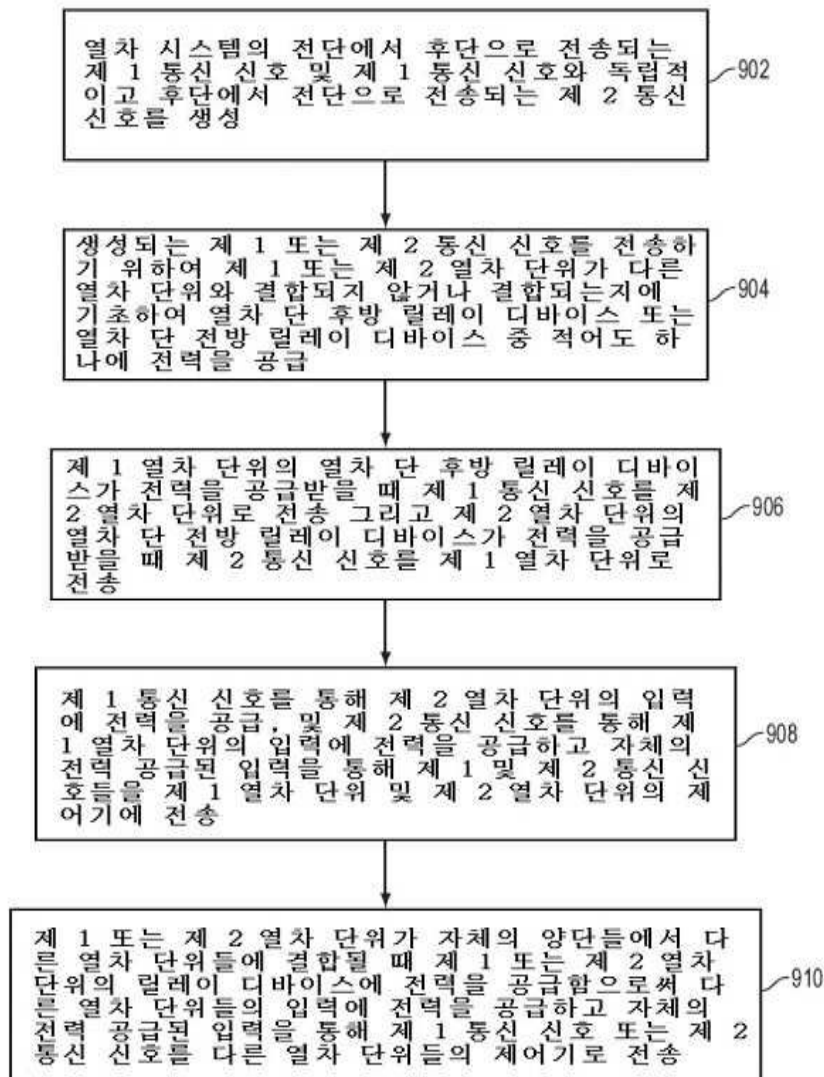 열차 시스템의 전단에서 후단으로 전송되는
제 1 통신 신호 및 제 1 통신 신호와 독립적
이고 후단에서 전단으로 전송되는 제 2 통신
신호를 생성
902
생성되는 제 1 또는 제 2 통신 신호를 전송하
기 위하여 제 1 또는 제 2 열차 단위가 다른
열차 단위와 결합되지 않거나 결합되는지에
기초하여 열차 단 후방 릴레이 디바이스 또는
열차 단 전방 릴레이 디바이스 중 적어도 하
나에 전력을 공급
904
제 1 열차 단위의 열차 단 후방 릴레이 디바이
스가 전력을 공급받을 때 제 1 통신 신호를 제
2 열차 단위로 전송 그리고 제 2 열차 단위의
열차 단 전방 릴레이 디바이스가 전력을 공급
받을 때 제 2 통신 신호를 제 1 열차 단위로
전송
906
제 1 통신 신호를 통해 제 2 열차 단위의 입력
에 전력을 공급, 및 제 2 통신 신호를 통해 제
1 열차 단위의 입력에 전력을 공급하고 자체의
전력 공급된 입력을 통해 제 1 및 제 2 통신 신
호들을 제 1 열차 단위 및 제 2 열차 단위의 제
어기에 전송
908
제 1 또는 제 2 열차 단위가 자체의 양단들에서 다
른 열차 단위들에 결합될 때 제 1 또는 제 2 열차
단위의 릴레이 디바이스에 전력을 공급함으로써 다
른 열차 단위들의 입력에 전력을 공급하고 자체의
전력 공급된 입력을 통해 제 1 통신 신호 또는 제 2
통신 신호를 다른 열차 단위들의 제어기로 전송
910